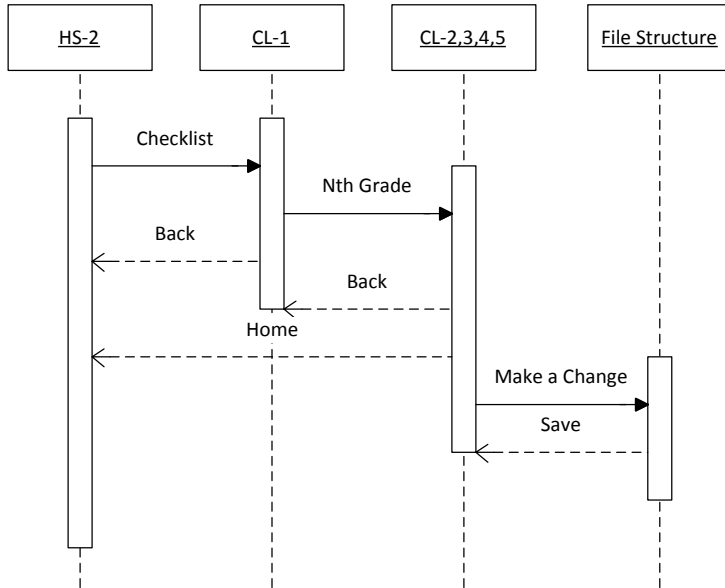 HS-2
CL-1
CL-2,3,4,5
File Structure
Checklist
Nth Grade
Back
Back
Home
Make a Change
Save